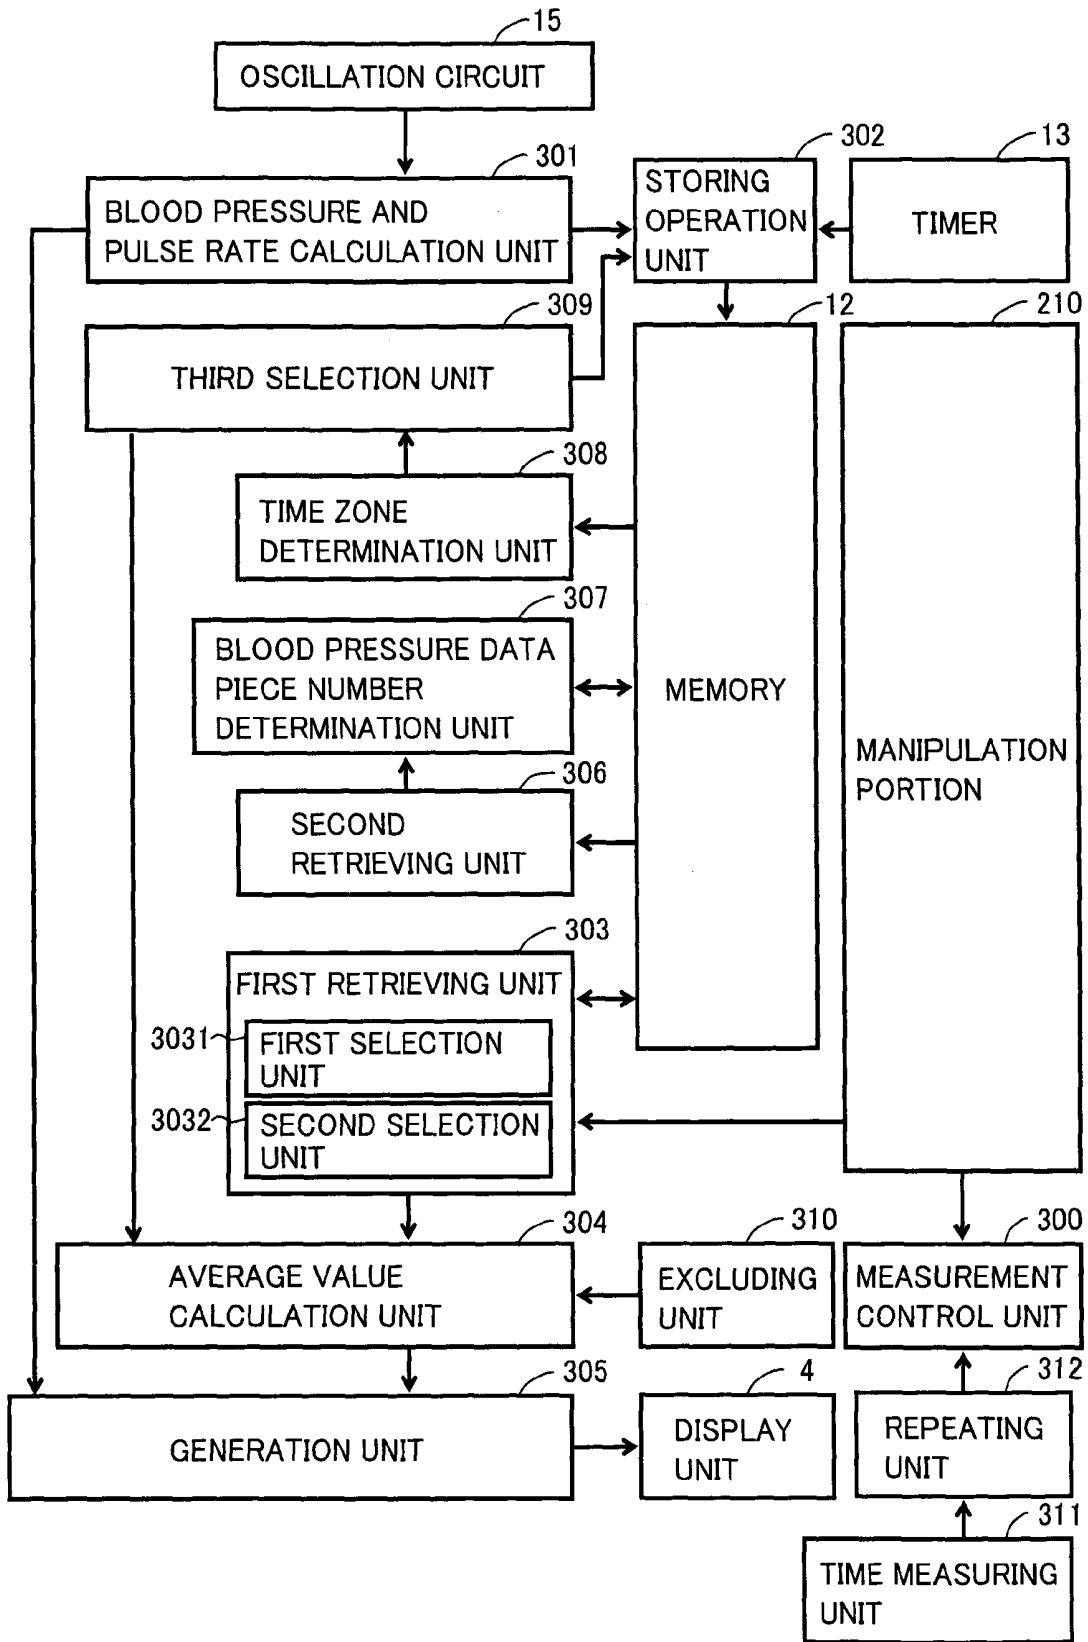 15
OSCILLATION CIRCUIT
301
BLOOD PRESSURE AND
PULSE RATE CALCULATION UNIT
302
STORING
OPERATION
UNIT
13
TIMER
309
THIRD SELECTION UNIT
12
MEMORY
210
MANIPULATION
PORTION
308
TIME ZONE
DETERMINATION UNIT
307
BLOOD PRESSURE DATA
PIECE NUMBER
DETERMINATION UNIT
306
SECOND
RETRIEVING UNIT
303
FIRST RETRIEVING UNIT
3031
FIRST SELECTION
UNIT
3032
SECOND SELECTION
UNIT
304
AVERAGE VALUE
CALCULATION UNIT
310
EXCLUDING
UNIT
300
MEASUREMENT
CONTROL UNIT
305
GENERATION UNIT
4
DISPLAY
UNIT
312
REPEATING
UNIT
311
TIME MEASURING
UNIT